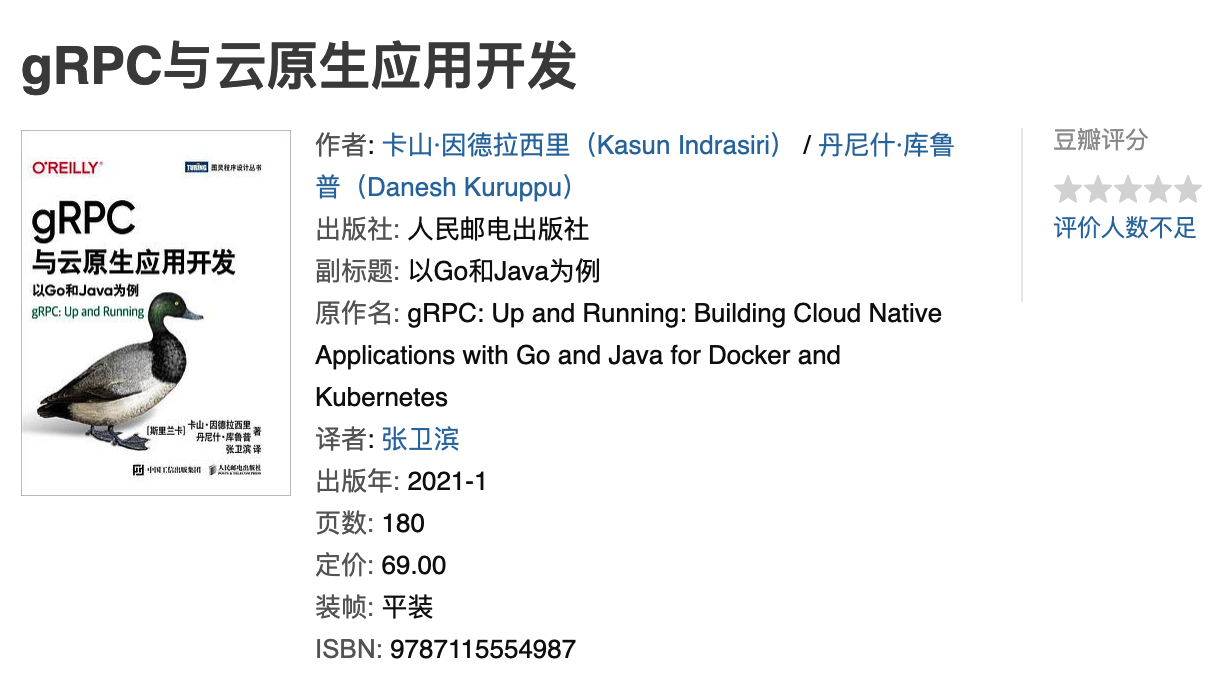 gRPC与云原生应用开发
O'REILLY®
TURING 图灵程序设计丛书
gRPC
与云原生应用开发
以Go和Java为例
gRPC: Up and Running
[斯里兰卡] 卡山·因德拉西里
丹尼什·库鲁普 著
张卫滨 译
中国工信出版集团 人民邮电出版社
POSTS & TELECOM PRESS
作者: 卡山·因德拉西里（Kasun Indrasiri） / 丹尼什·库鲁
普（Danesh Kuruppu）
出版社: 人民邮电出版社
副标题: 以Go和Java为例
原作名: gRPC: Up and Running: Building Cloud Native
Applications with Go and Java for Docker and
Kubernetes
译者: 张卫滨
出版年: 2021-1
页数: 180
定价: 69.00
装帧: 平装
ISBN: 9787115554987
豆瓣评分
评价人数不足